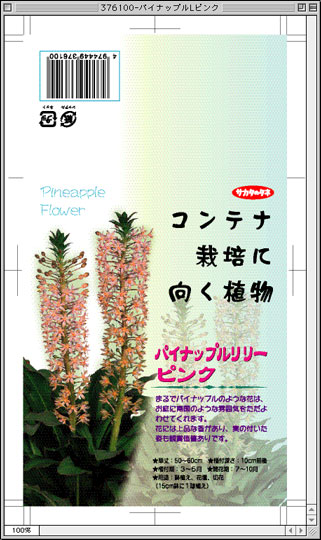 376100-パイナップルLピンク
4 974449 376100
Pineapple
Flower
サカタのタネ
コンテナ
栽培に
向く植物
パイナップルリリー
ピンク
まるでパイナップルのような花は、
お庭に南国のような雰囲気をただよ
わせてくれます。
花には上品な香があり、実の付いた
姿も観賞価値ありです。
★草丈：50～60cm ★植付深さ：10cm前後
★植付期：3～5月 ★開花期：7～10月
★用途：鉢植え、花壇、切花
(15cm鉢に1球植え)
100%